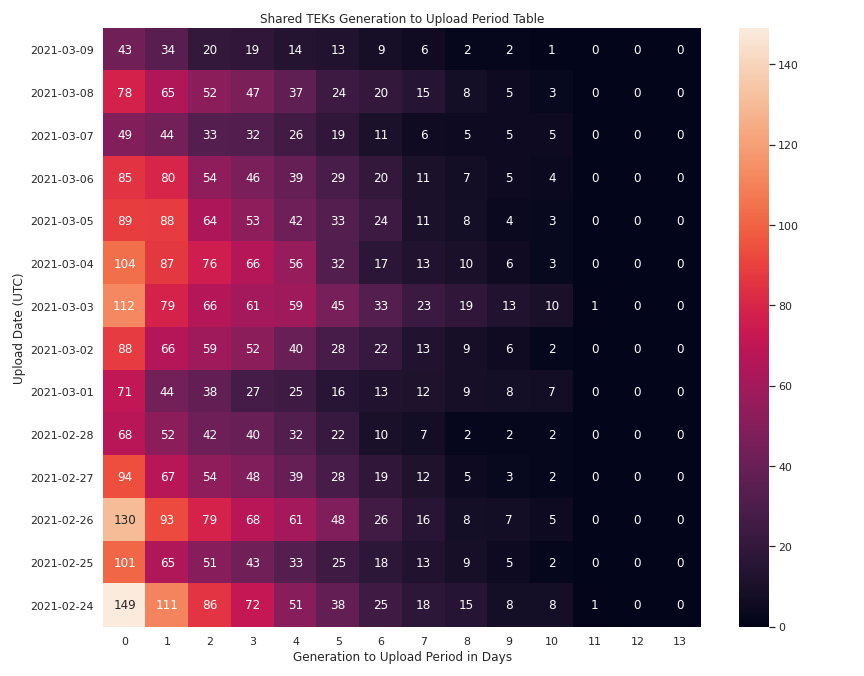 Shared TEKs Generation to Upload Period Table
2021-03-09 43 34 20 19 14 13 9 6 2 2 1 0 0 0
2021-03-08 78 65 52 47 37 24 20 15 8 5 3 0 0 0
2021-03-07 49 44 33 32 26 19 11 6 5 5 5 0 0 0
2021-03-06 85 80 54 46 39 29 20 11 7 5 4 0 0 0
2021-03-05 89 88 64 53 42 33 24 11 8 4 3 0 0 0
2021-03-04 104 87 76 66 56 32 17 13 10 6 3 0 0 0
2021-03-03 112 79 66 61 59 45 33 23 19 13 10 1 0 0
2021-03-02 88 66 59 52 40 28 22 13 9 6 2 0 0 0
2021-03-01 71 44 38 27 25 16 13 12 9 8 7 0 0 0
2021-02-28 68 52 42 40 32 22 10 7 2 2 2 0 0 0
2021-02-27 94 67 54 48 39 28 19 12 5 3 2 0 0 0
2021-02-26 130 93 79 68 61 48 26 16 8 7 5 0 0 0
2021-02-25 101 65 51 43 33 25 18 13 9 5 2 0 0 0
2021-02-24 149 111 86 72 51 38 25 18 15 8 8 1 0 0
0 1 2 3 4 5 6 7 8 9 10 11 12 13
Generation to Upload Period in Days
Upload Date (UTC)
140
120
100
80
60
40
20
0